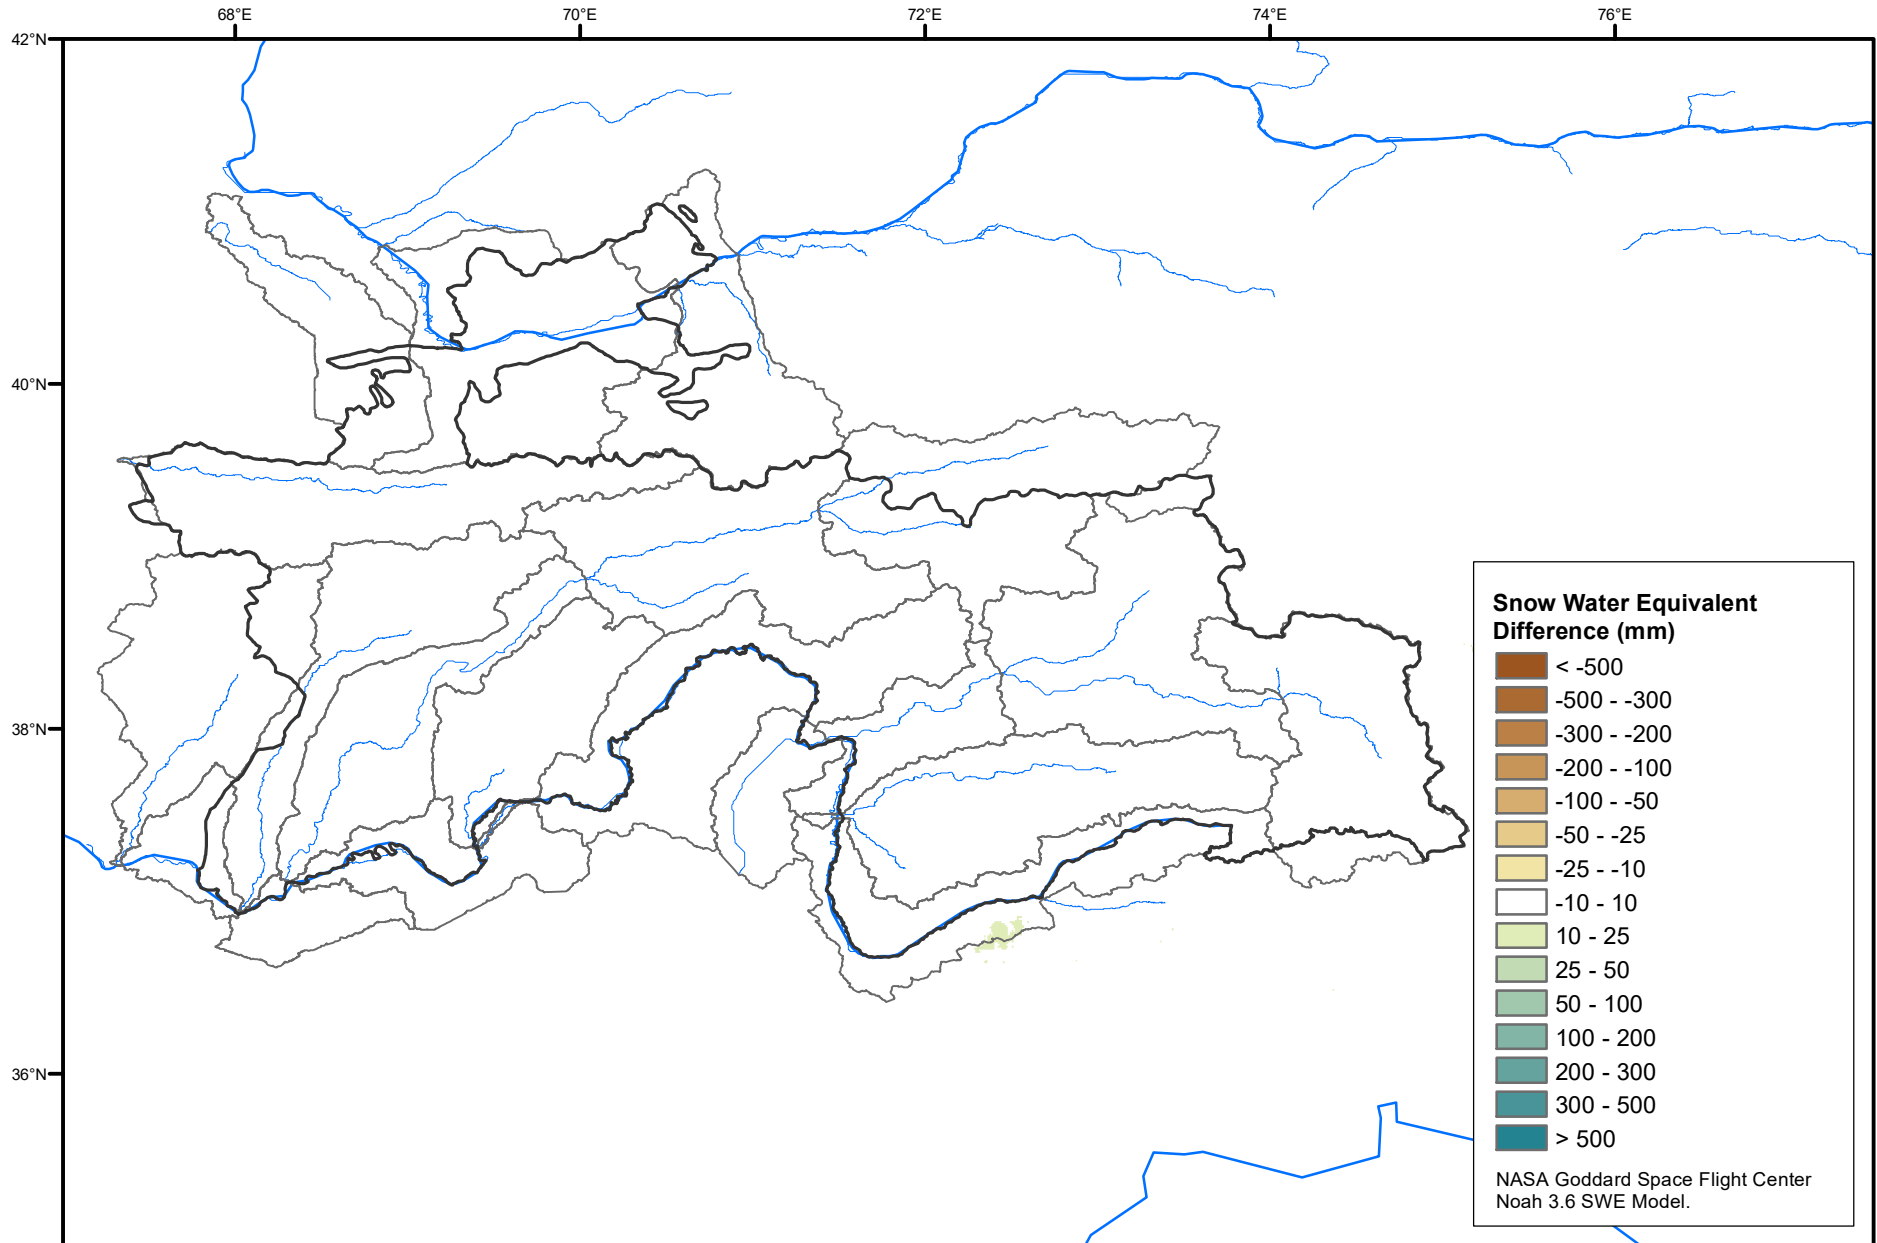 68°E
70°E
72°E
74°E
76°E
42°N
40°N
38°N
36°N
Snow Water Equivalent
Difference (mm)
< -500
-500 - -300
-300 - -200
-200 - -100
-100 - -50
-50 - -25
-25 - -10
-10 - 10
10 - 25
25 - 50
50 - 100
100 - 200
200 - 300
300 - 500
> 500
NASA Goddard Space Flight Center
Noah 3.6 SWE Model.